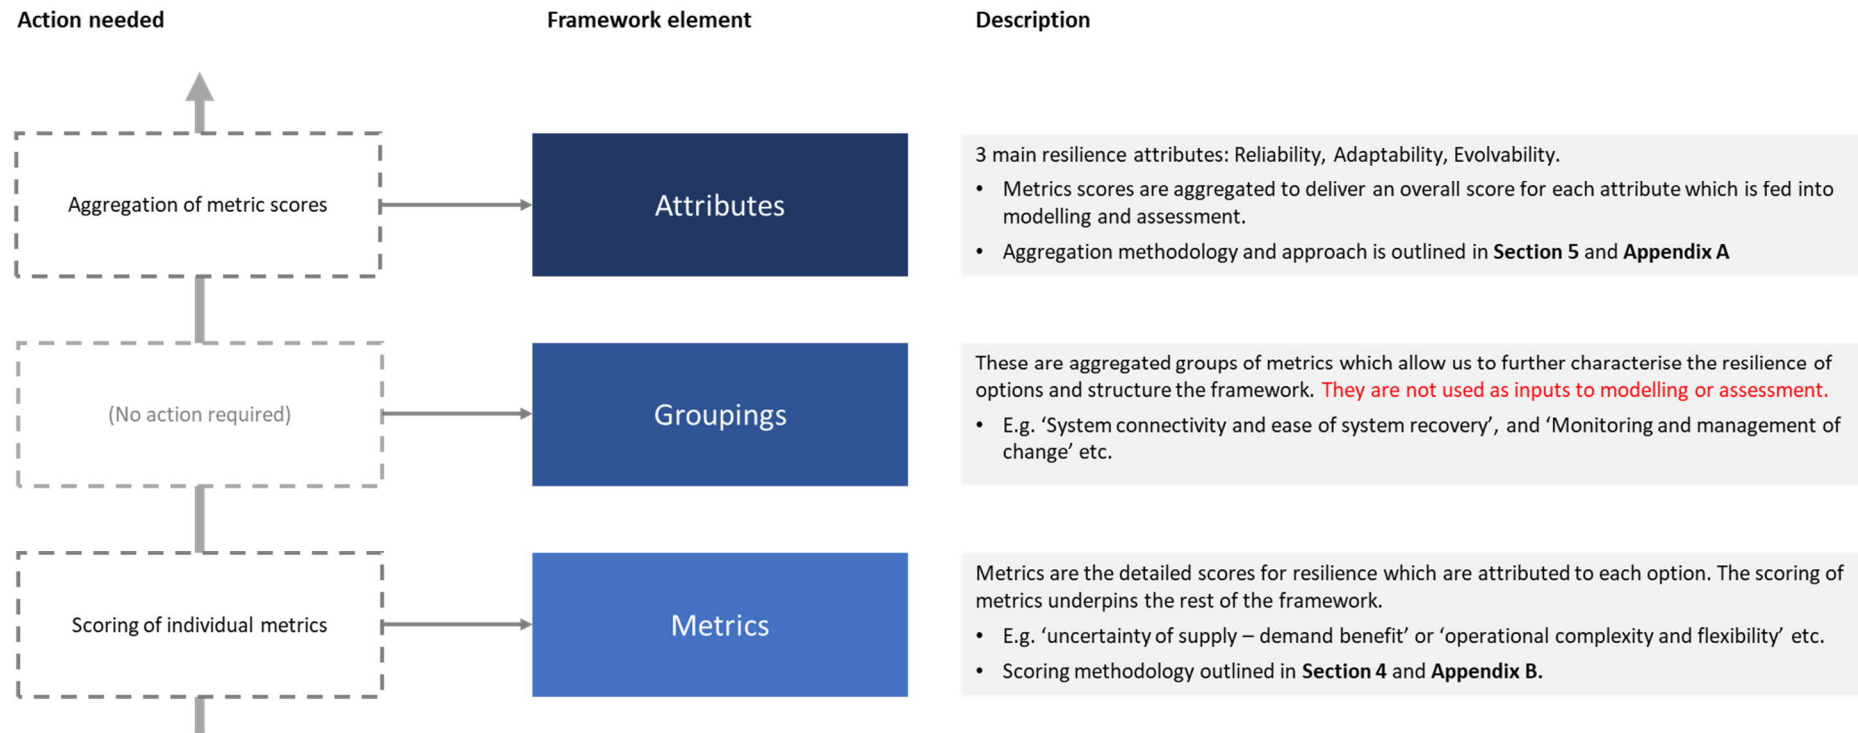 Action needed
Framework element
Description
Aggregation of metric scores
Attributes
3 main resilience attributes: Reliability, Adaptability, Evolvability.
• Metrics scores are aggregated to deliver an overall score for each attribute which is fed into
modelling and assessment.
• Aggregation methodology and approach is outlined in Section 5 and Appendix A
(No action required)
Groupings
These are aggregated groups of metrics which allow us to further characterise the resilience of
options and structure the framework. They are not used as inputs to modelling or assessment.
• E.g. ‘System connectivity and ease of system recovery’, and ‘Monitoring and management of
change’ etc.
Scoring of individual metrics
Metrics
Metrics are the detailed scores for resilience which are attributed to each option. The scoring of
metrics underpins the rest of the framework.
• E.g. ‘uncertainty of supply – demand benefit’ or ‘operational complexity and flexibility’ etc.
• Scoring methodology outlined in Section 4 and Appendix B.